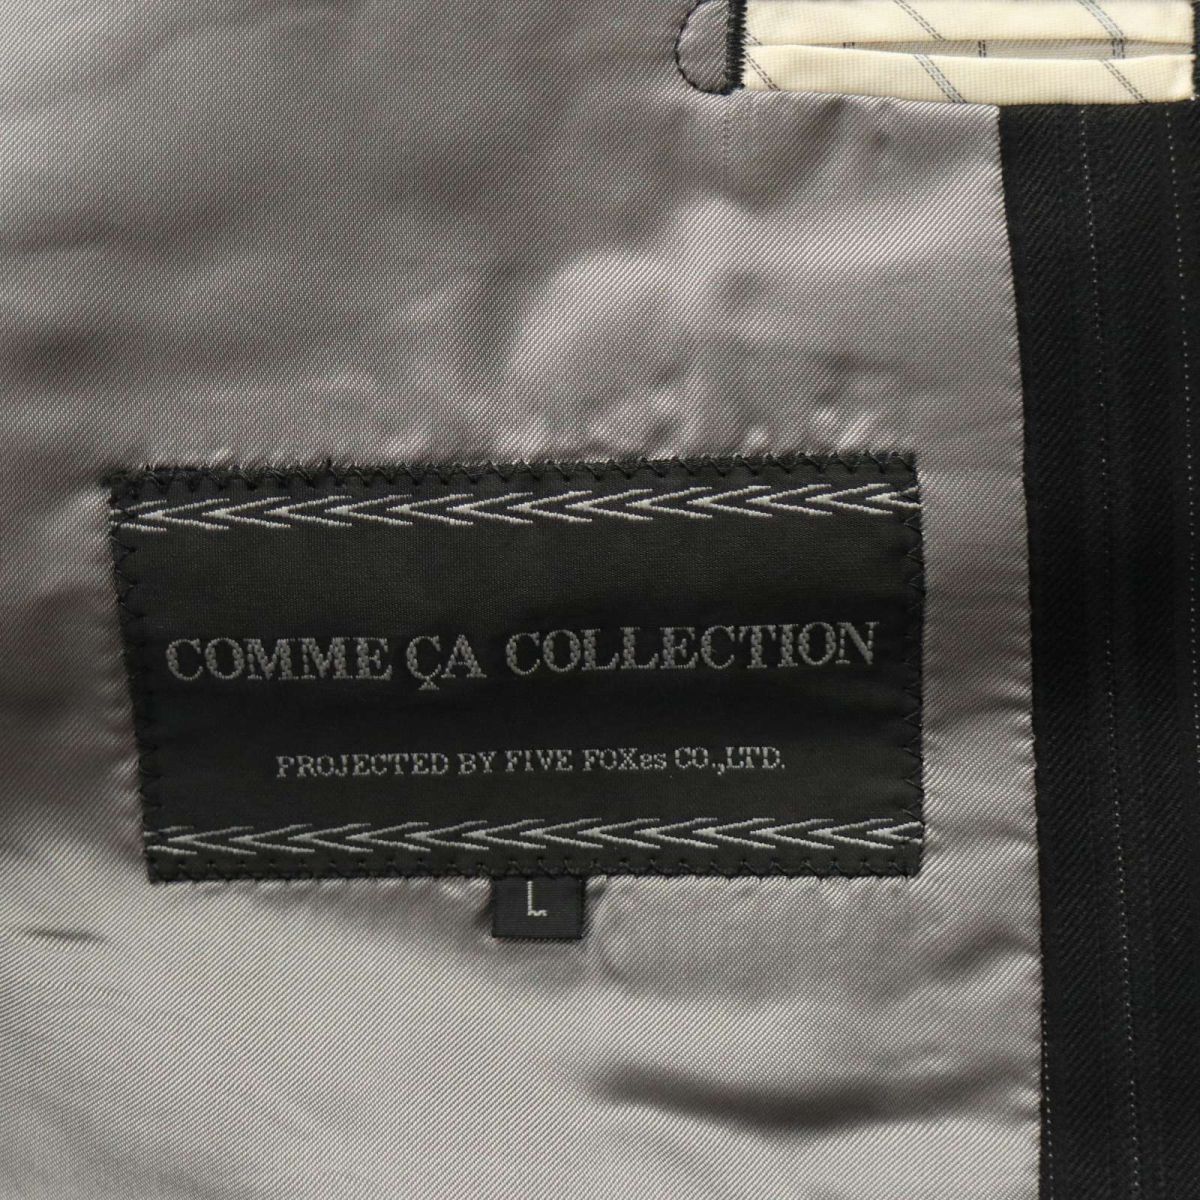 COMME ÇA COLLECTION
PROJECTED BY FIVE FOXes CO.,LTD.
L